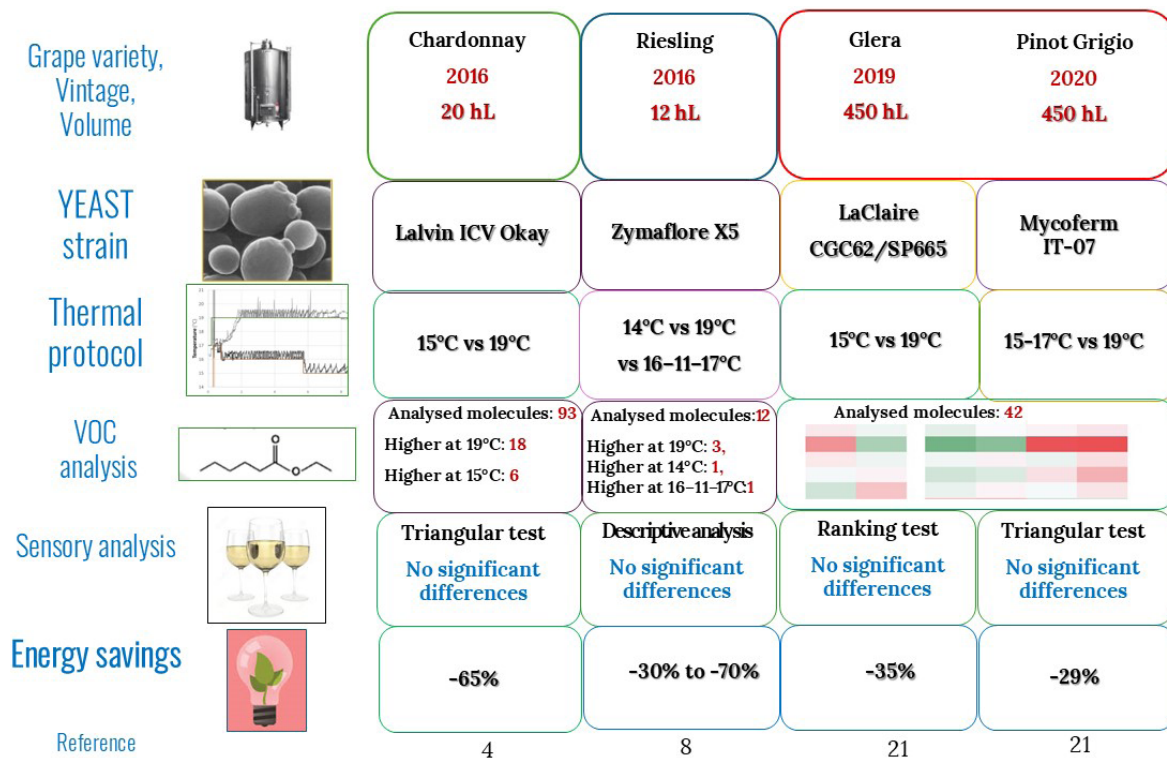 Grape variety,
Vintage,
Volume
Chardonnay
2016
20 hL
Riesling
2016
12 hL
Glera
2019
450 hL
Pinot Grigio
2020
450 hL
YEAST
strain
Lalvin ICV Okay
Zymaflore X5
LaClaire
CGC62/SP665
Mycoferm
IT-07
Thermal
protocol
15°C vs 19°C
14°C vs 19°C
vs 16–11–17°C
15°C vs 19°C
15-17°C vs 19°C
VOC
analysis
Analysed molecules: 93
Higher at 19°C: 18
Higher at 15°C: 6
Analysed molecules:12
Higher at 19°C: 3,
Higher at 14°C: 1,
Higher at 16–11–17°C:1
Analysed molecules: 42
Sensory analysis
Triangular test
No significant
differences
Descriptive analysis
No significant
differences
Ranking test
No significant
differences
Triangular test
No significant
differences
Energy savings
-65%
-30% to -70%
-35%
-29%
Reference
4
8
21
21